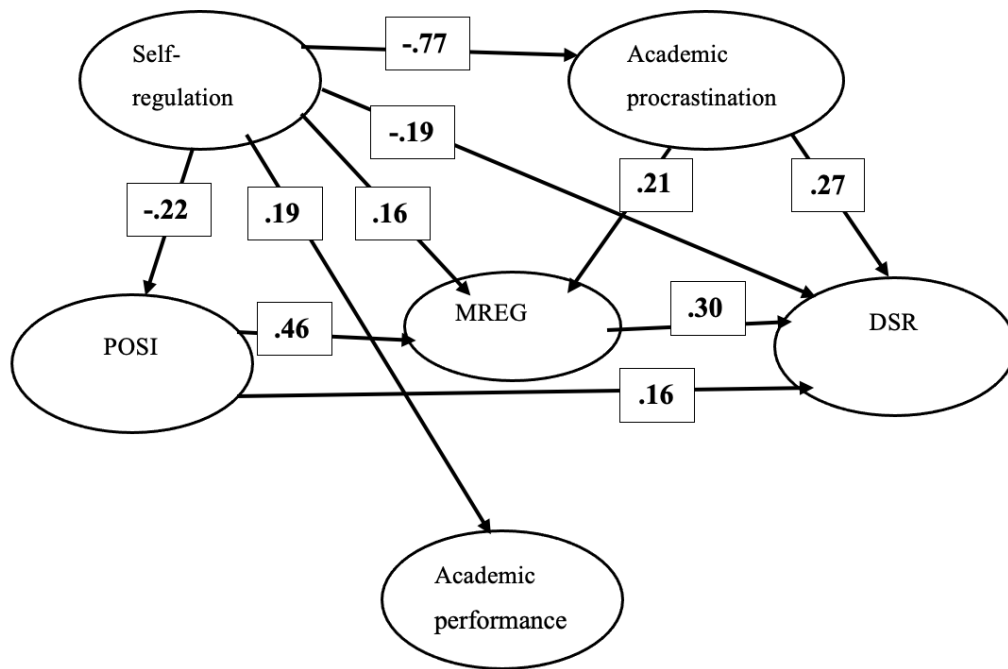 Self-
regulation
-.77
Academic
procrastination
-.19
-.22
.19
.16
.21
.27
POSI
.46
MREG
.30
DSR
.16
Academic
performance